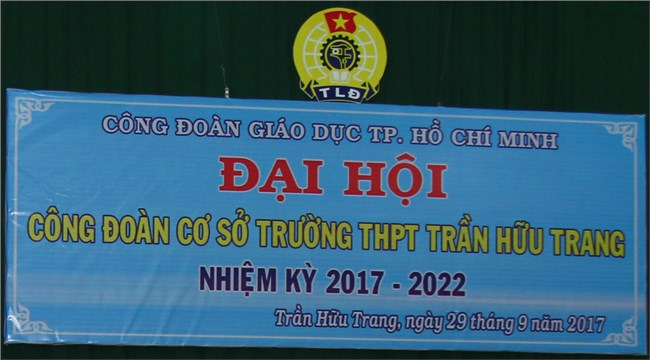 TLĐ
CÔNG ĐOÀN GIÁO DỤC TP. HỒ CHÍ MINH
ĐẠI HỘI
CÔNG ĐOÀN CƠ SỞ TRƯỜNG THPT TRẦN HỮU TRANG
NHIỆM KỲ 2017 - 2022
Trần Hữu Trang, ngày 29 tháng 9 năm 2017